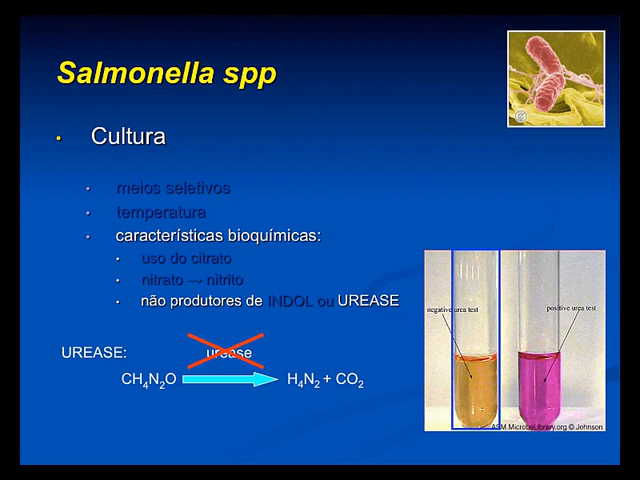 Salmonella spp
• Cultura
• meios seletivos
• temperatura
• características bioquímicas:
• uso do citrato
• nitrato → nitrito
• não produtores de INDOL ou UREASE
negative urea test
positive urea test
UREASE:
urease
CH₄N₂O
H₄N₂ + CO₂
ASM MicrobeLibrary.org © Johnson